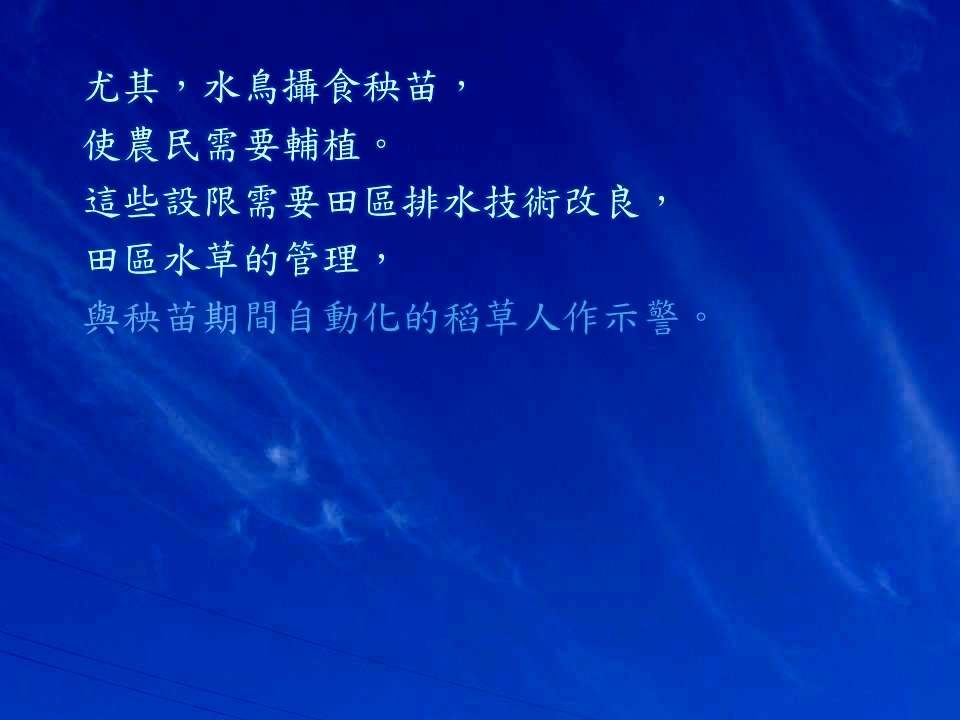 尤其，水鳥攝食秧苗，
使農民需要輔植。
這些設限需要田區排水技術改良，
田區水草的管理，
與秧苗期間自動化的稻草人作示警。